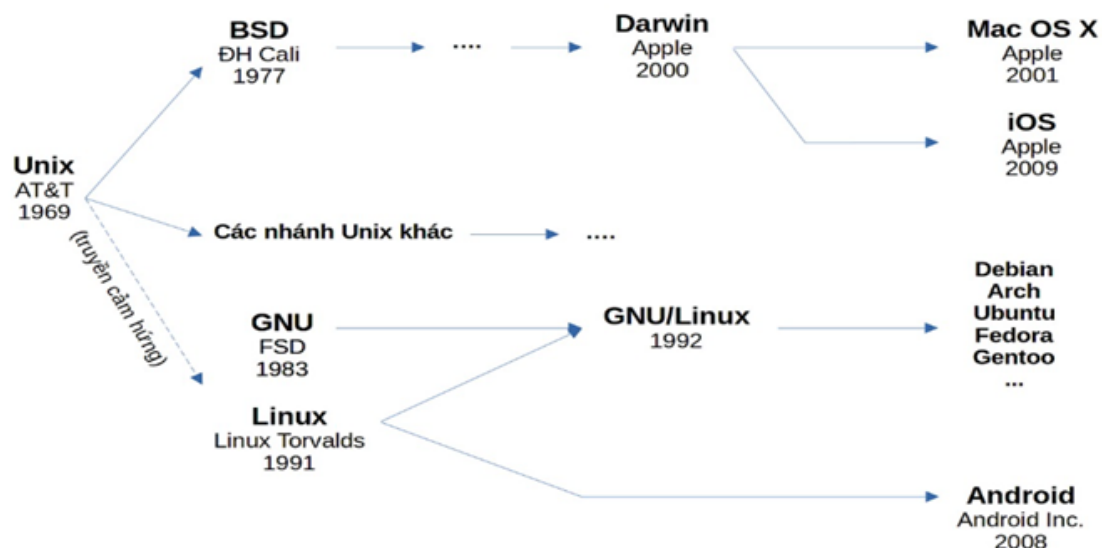 BSD
ĐH Cali
1977
....
Darwin
Apple
2000
Mac OS X
Apple
2001
iOS
Apple
2009
Unix
AT&T
1969
(truyền cảm hứng)
Các nhánh Unix khác
....
GNU
FSD
1983
GNU/Linux
1992
Debian
Arch
Ubuntu
Fedora
Gentoo
...
Linux
Linux Torvalds
1991
Android
Android Inc.
2008